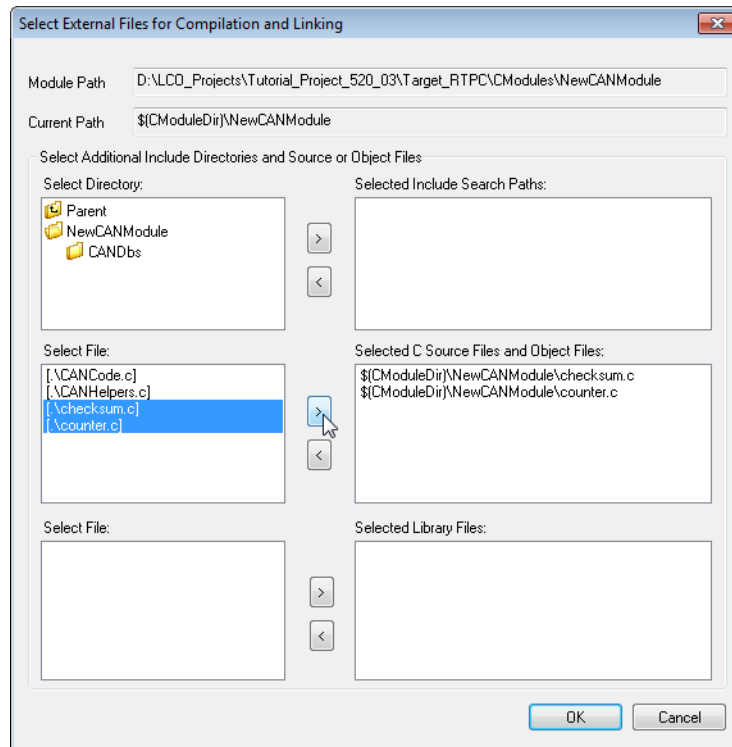 Select External Files for Compilation and Linking
Module Path D:\LCO_Projects\Tutorial_Project_520_03\Target_RTPC\CModules\NewCANModule
Current Path $(CModuleDir)\NewCANModule
Select Additional Include Directories and Source or Object Files
Select Directory:
Parent
NewCANModule
CANDbs
>
<
Selected Include Search Paths:
Select File:
[.\CANCode.c]
[.\CANHelpers.c]
[.\checksum.c]
[.\counter.c]
>
<
Selected C Source Files and Object Files:
$(CModuleDir)\NewCANModule\checksum.c
$(CModuleDir)\NewCANModule\counter.c
Select File:
>
<
Selected Library Files:
OK
Cancel